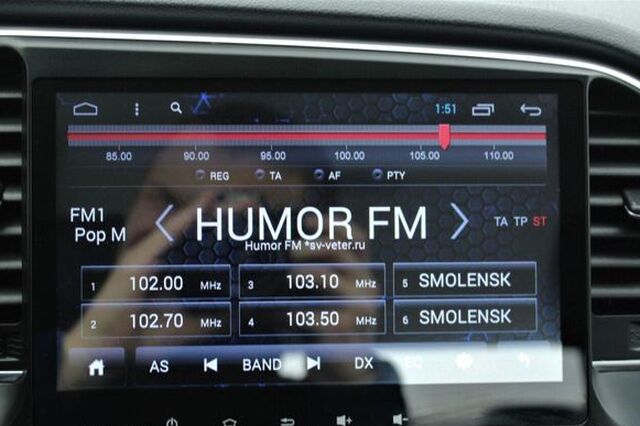 1:51
85.00 90.00 95.00 100.00 105.00 110.00
REG TA AF PTY
FM1
Pop M
HUMOR FM
TA TP ST
Humor FM *sv-veter.ru
1 102.00 MHz 3 103.10 MHz 5 SMOLENSK
2 102.70 MHz 4 103.50 MHz 6 SMOLENSK
AS BAND DX EQ